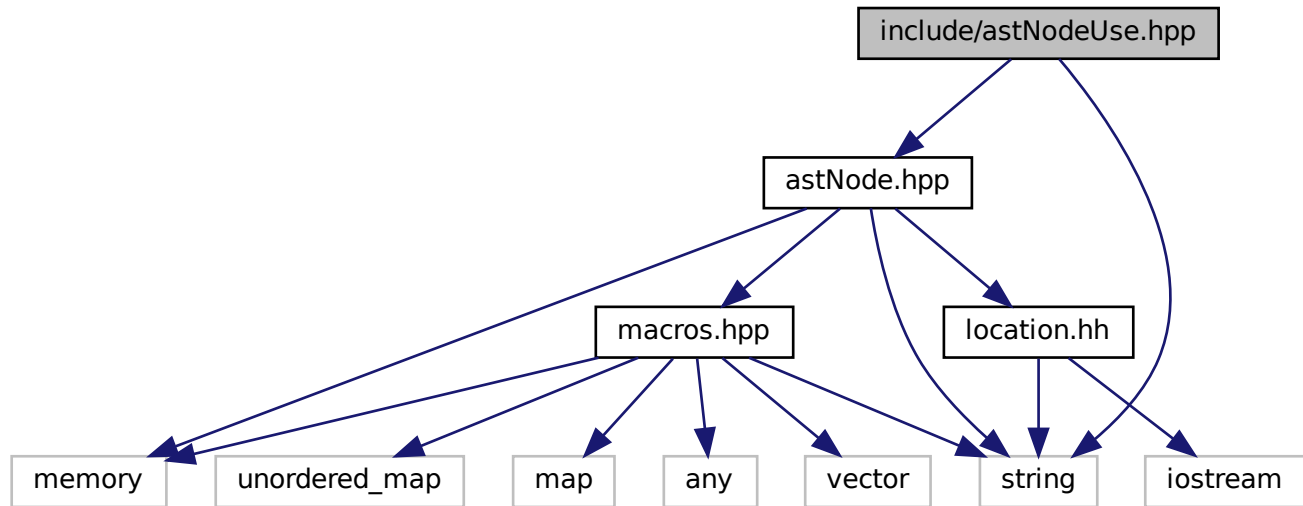 include/astNodeUse.hpp
astNode.hpp
macros.hpp
location.hh
memory
unordered_map
map
any
vector
string
iostream